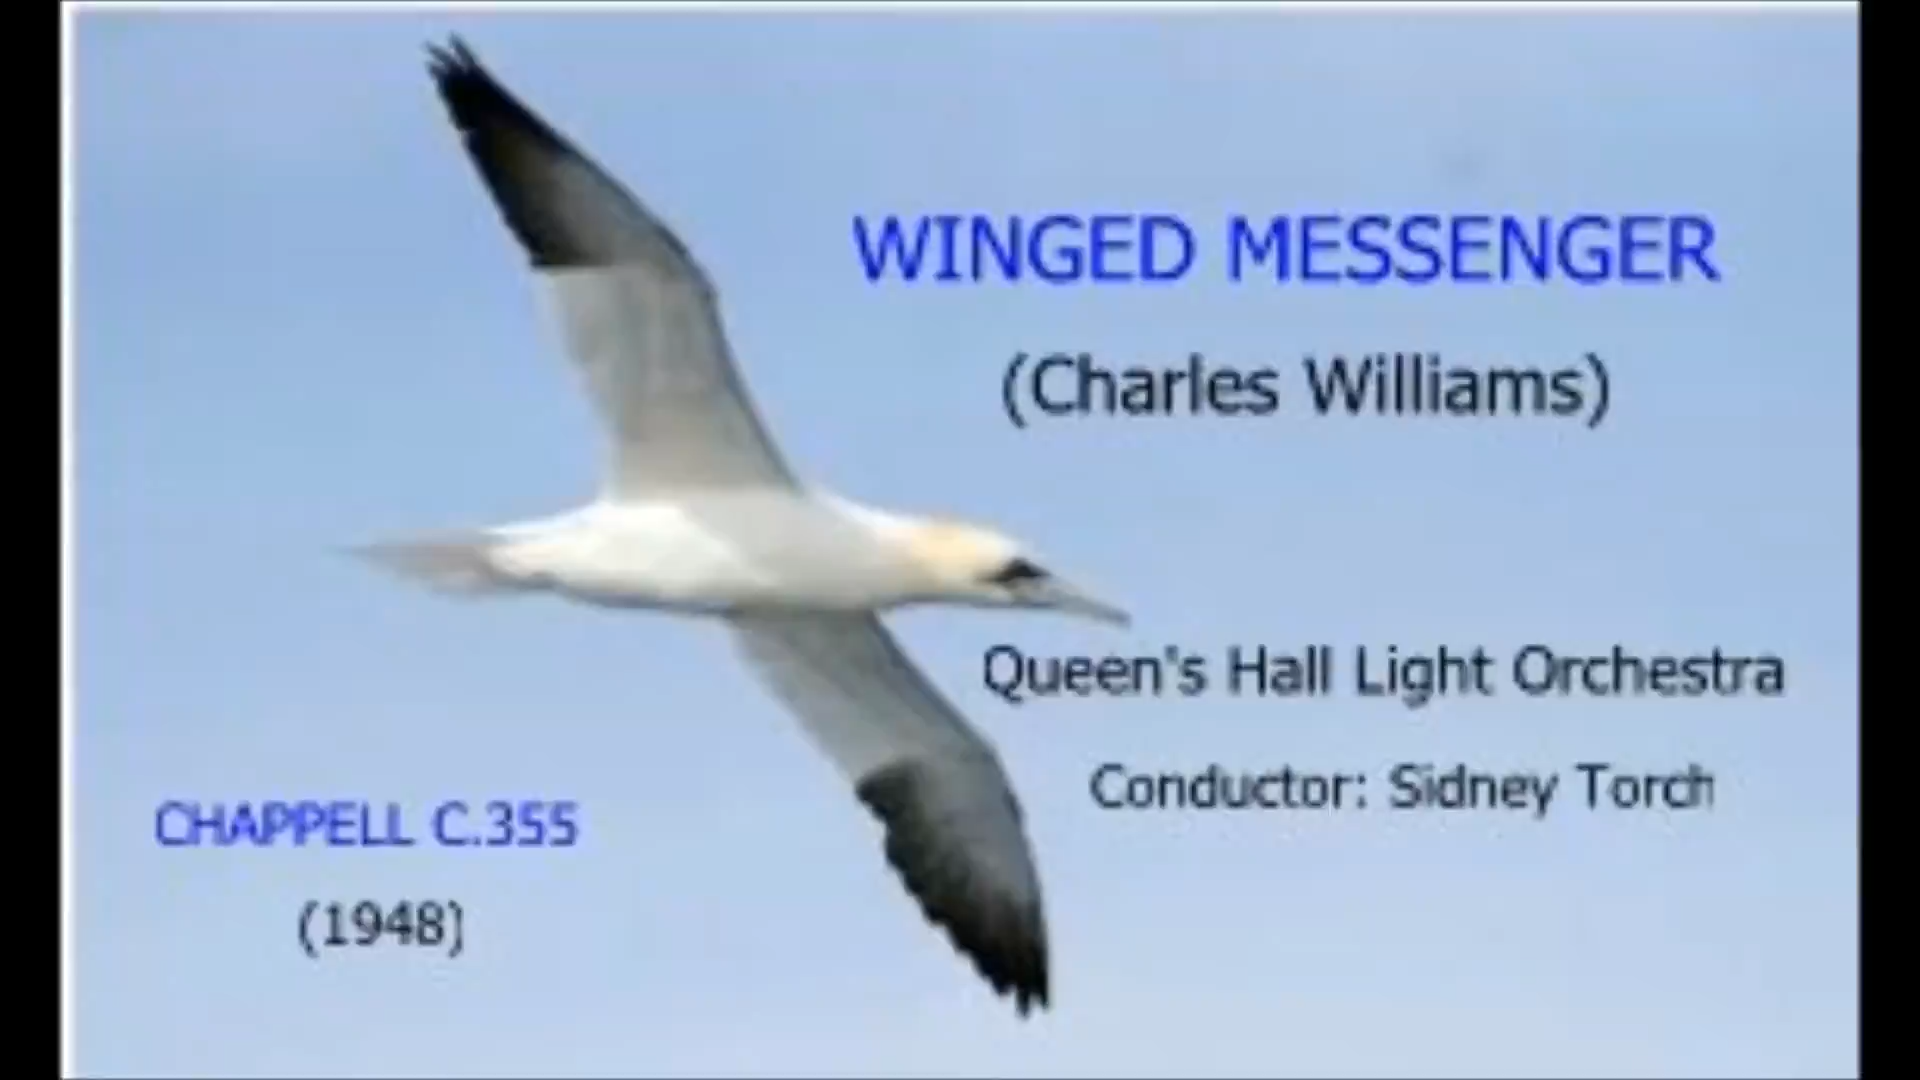 WINGED MESSENGER
(Charles Williams)
Queen's Hall Light Orchestra
Conductor: Sidney Torch
CHAPPELL C.355
(1948)